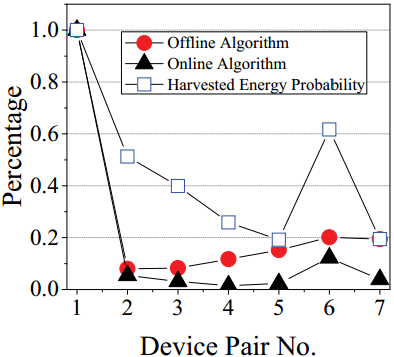 Percentage
1.0
0.8
0.6
0.4
0.2
0.0
Offline Algorithm
Online Algorithm
Harvested Energy Probability
1 2 3 4 5 6 7
Device Pair No.